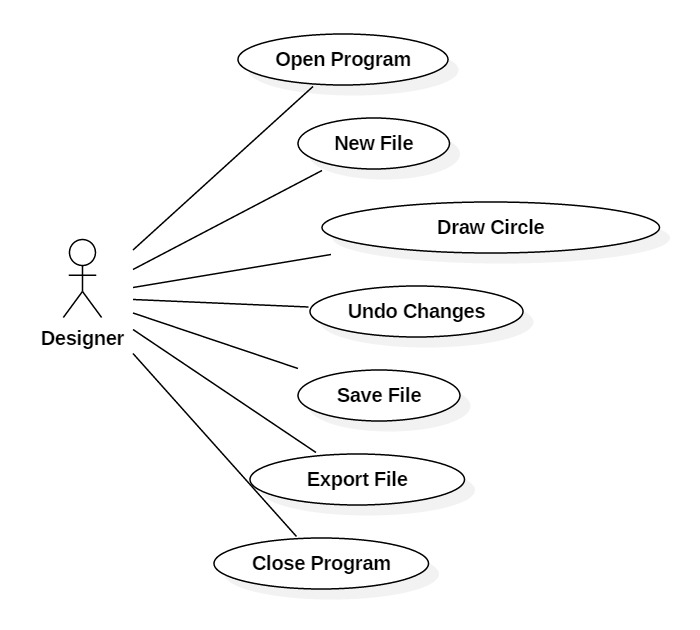 Open Program
New File
Draw Circle
Undo Changes
Designer
Save File
Export File
Close Program